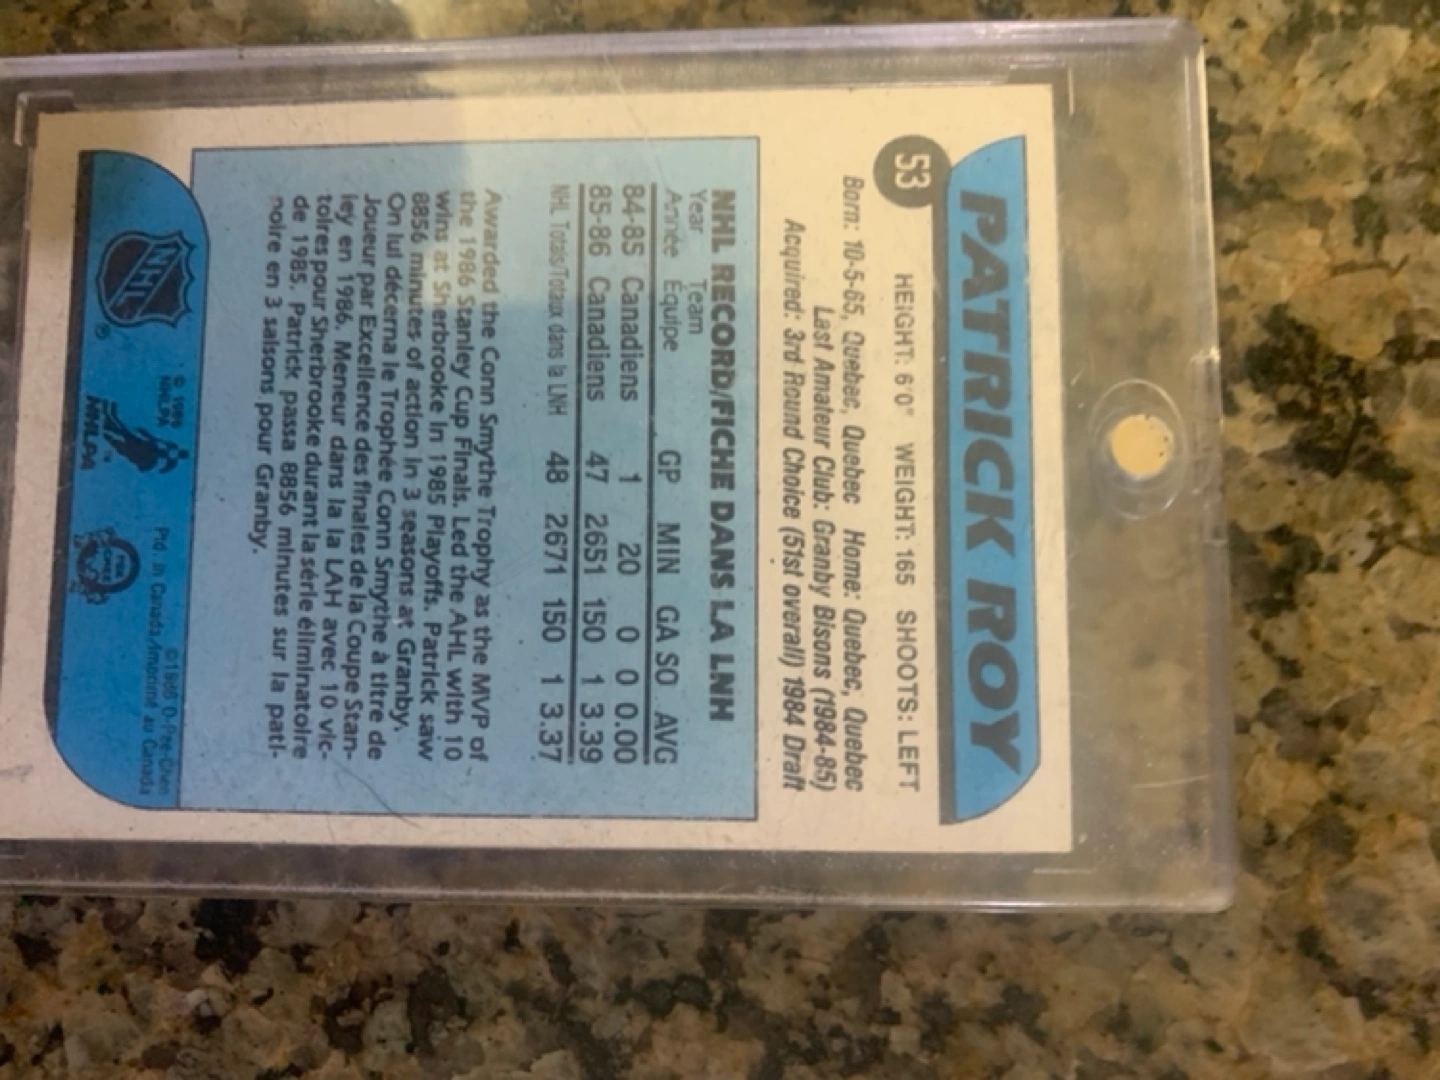 PATRICK ROY
53
HEIGHT: 6'0" WEIGHT: 165 SHOOTS: LEFT
Born: 10-5-65, Quebec, Quebec Home: Quebec, Quebec
Last Amateur Club: Granby Bisons (1984-85)
Acquired: 3rd Round Choice (51st overall) 1984 Draft
NHL RECORD/FICHE DANS LA LNH
Year Team
Année Équipe GP MIN GA SO AVG
84-85 Canadiens 1 20 0 0 0.00
85-86 Canadiens 47 2651 150 1 3.39
NHL Totals/Totaux dans la LNH 48 2671 150 1 3.37
Awarded the Conn Smythe Trophy as the MVP of
the 1986 Stanley Cup Finals. Led the AHL with 10
wins at Sherbrooke in 1985 Playoffs. Patrick saw
8856 minutes of action in 3 seasons at Granby.
On lui décerna le Trophée Conn Smythe à titre de
Joueur par Excellence des finales de la Coupe Stan-
ley en 1986. Meneur dans la la LAH avec 10 vic-
toires pour Sherbrooke durant la série éliminatoire
de 1985. Patrick passa 8856 minutes sur la pati-
noire en 3 saisons pour Granby.
NHL ®
© 1986
NHLPA
NHLPA
O-PEE-CHEE
© 1986 O-Pee-Chee
Ptd. in Canada/Imprimé au Canada